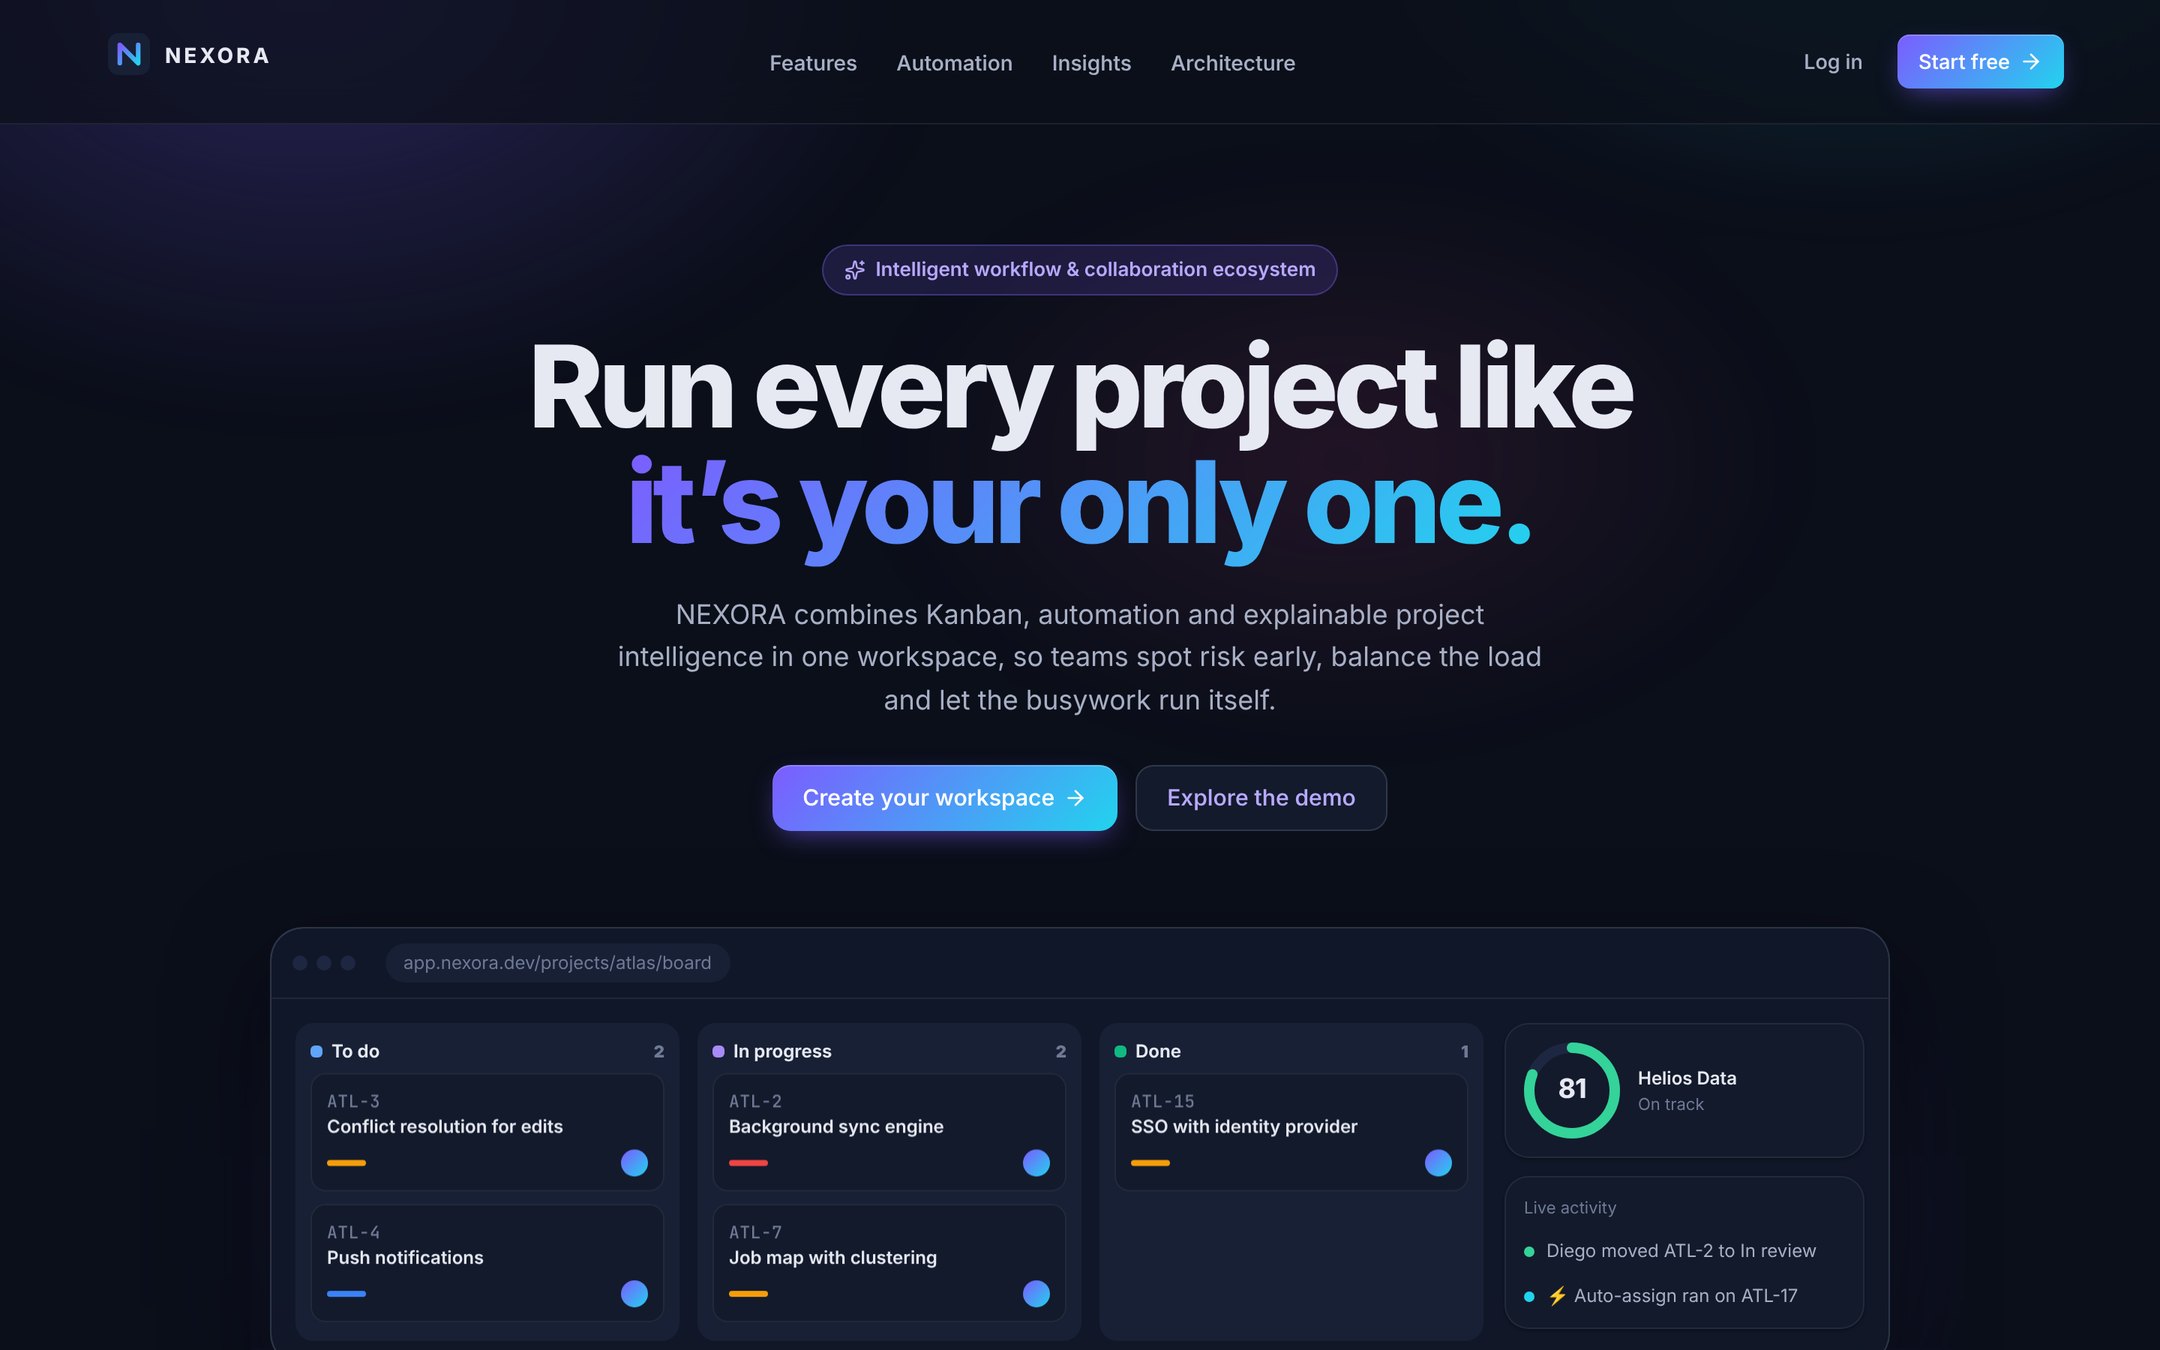 NEXORA
Features
Automation
Insights
Architecture
Log in
Start free →
Intelligent workflow & collaboration ecosystem
Run every project like
it’s your only one.
NEXORA combines Kanban, automation and explainable project
intelligence in one workspace, so teams spot risk early, balance the load
and let the busywork run itself.
Create your workspace →
Explore the demo
app.nexora.dev/projects/atlas/board
To do 2
ATL-3
Conflict resolution for edits
ATL-4
Push notifications
In progress 2
ATL-2
Background sync engine
ATL-7
Job map with clustering
Done 1
ATL-15
SSO with identity provider
81
Helios Data
On track
Live activity
Diego moved ATL-2 to In review
⚡ Auto-assign ran on ATL-17